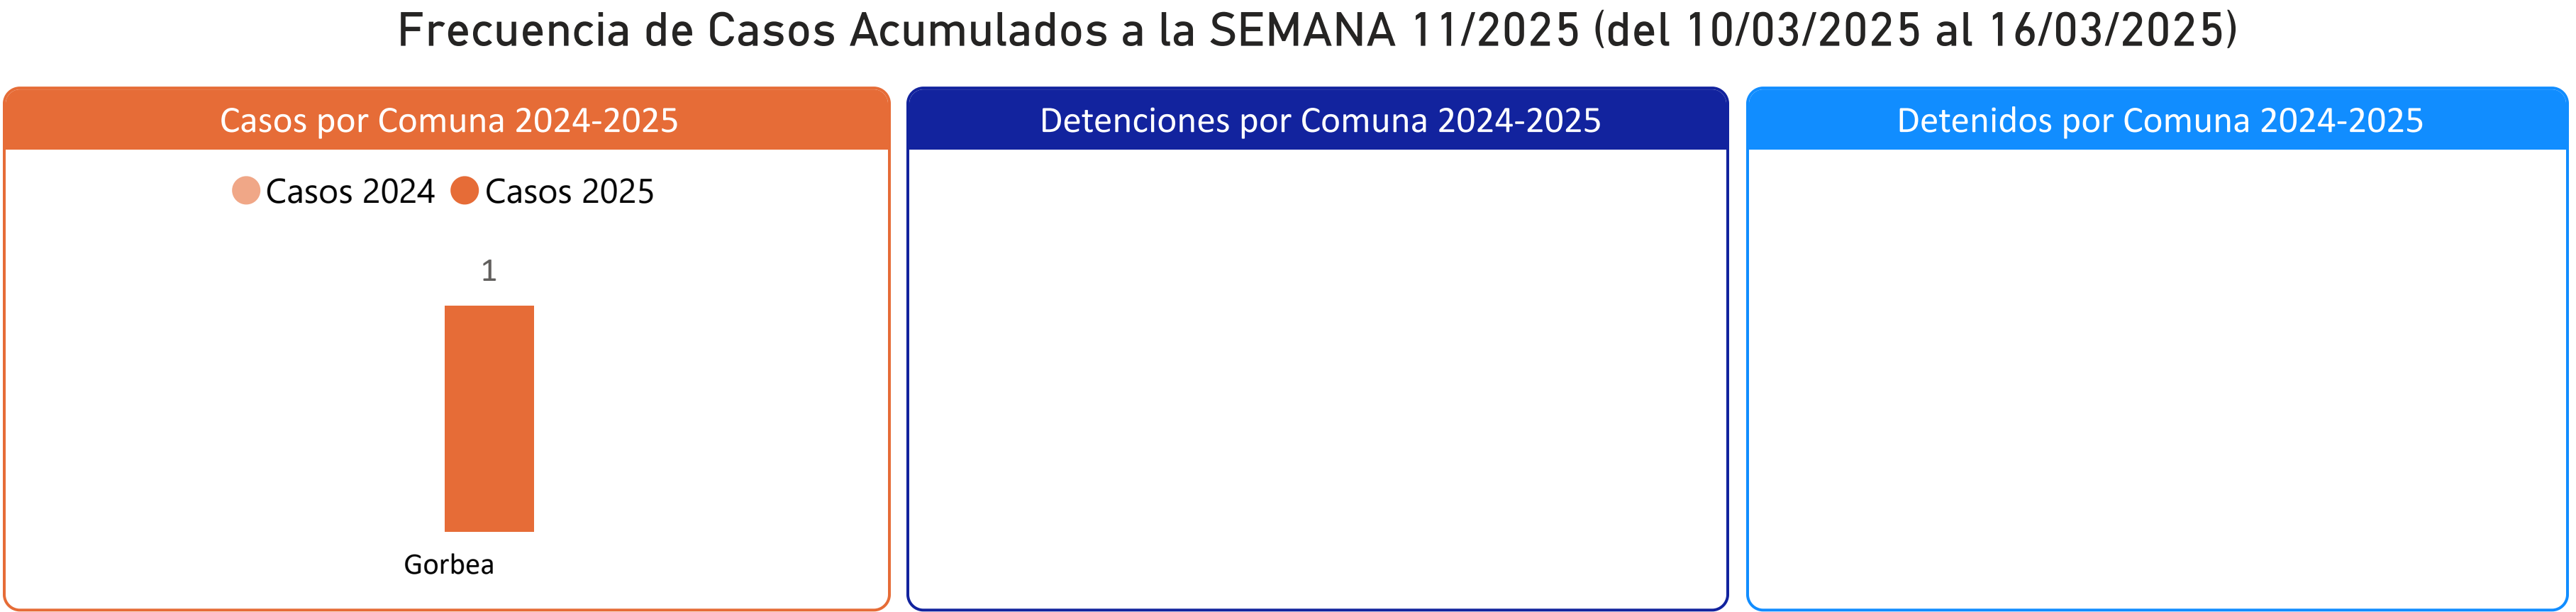 Frecuencia de Casos Acumulados a la SEMANA 11/2025 (del 10/03/2025 al 16/03/2025)
Casos por Comuna 2024-2025
Casos 2024 Casos 2025
1
Gorbea
Detenciones por Comuna 2024-2025
Detenidos por Comuna 2024-2025